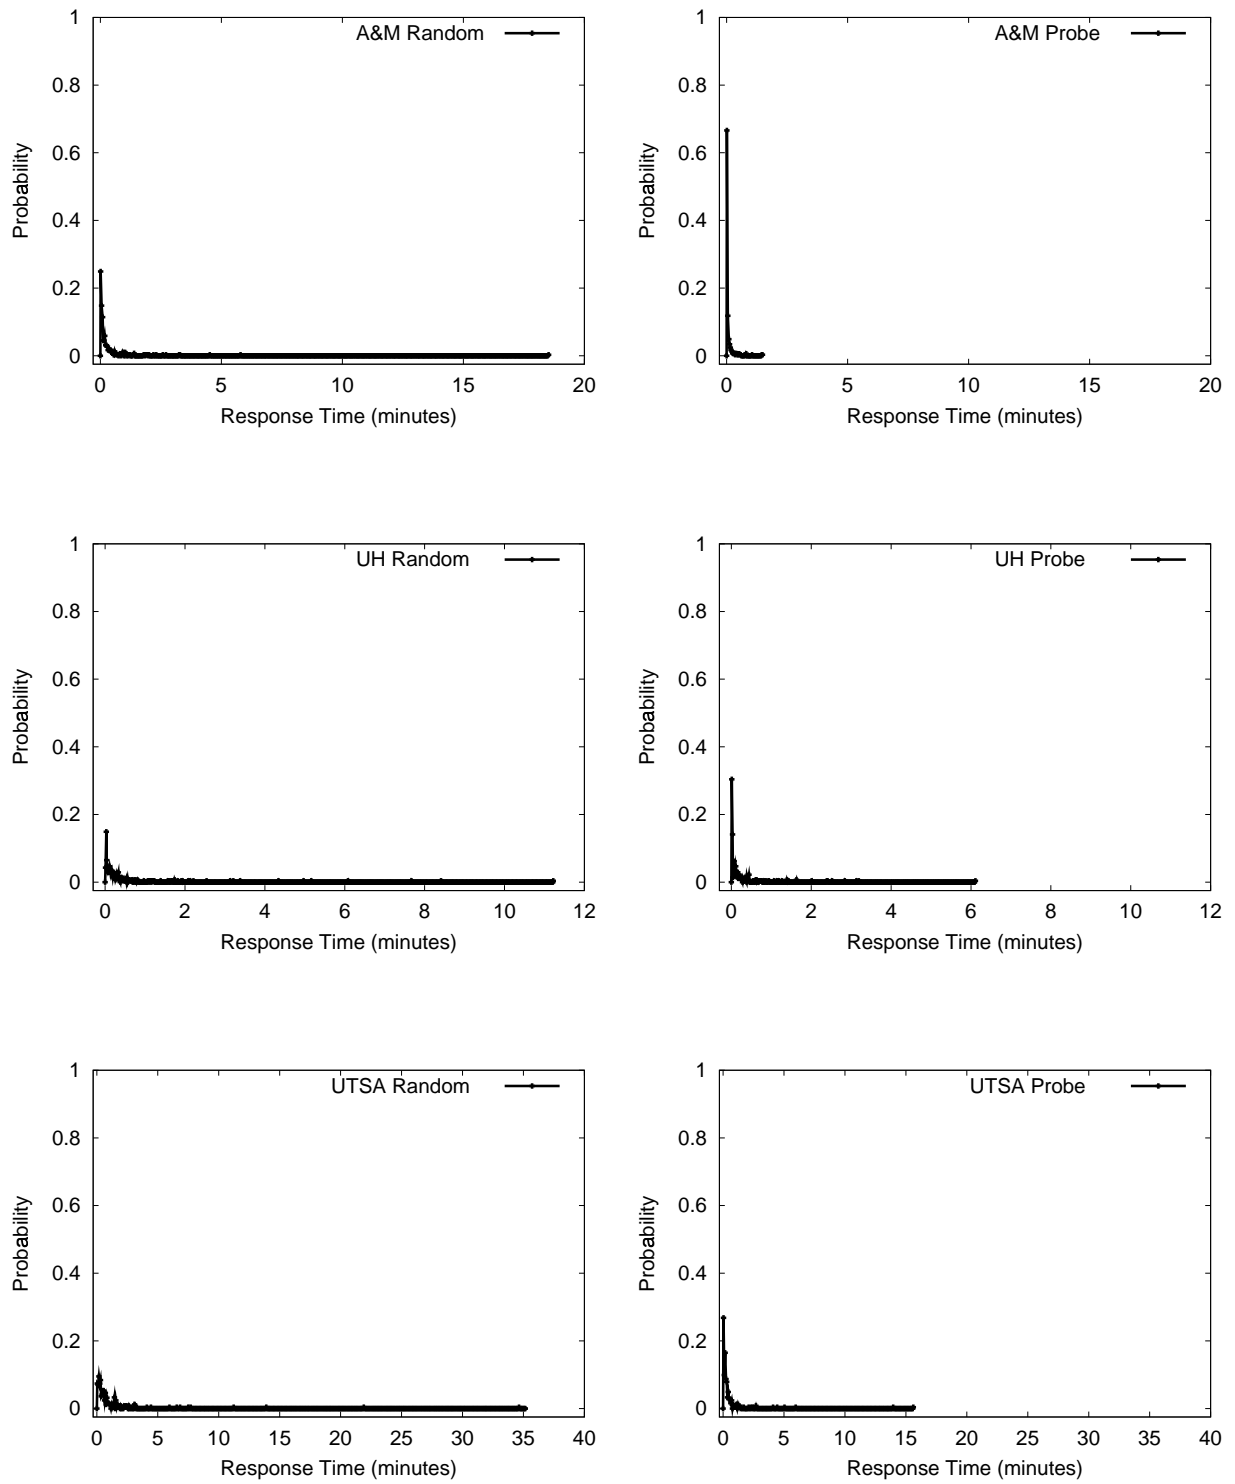 A&M Random
1
0.8
0.6
0.4
0.2
0
Probability
0 5 10 15 20
Response Time (minutes)
A&M Probe
1
0.8
0.6
0.4
0.2
0
Probability
0 5 10 15 20
Response Time (minutes)
UH Random
1
0.8
0.6
0.4
0.2
0
Probability
0 2 4 6 8 10 12
Response Time (minutes)
UH Probe
1
0.8
0.6
0.4
0.2
0
Probability
0 2 4 6 8 10 12
Response Time (minutes)
UTSA Random
1
0.8
0.6
0.4
0.2
0
Probability
0 5 10 15 20 25 30 35 40
Response Time (minutes)
UTSA Probe
1
0.8
0.6
0.4
0.2
0
Probability
0 5 10 15 20 25 30 35 40
Response Time (minutes)